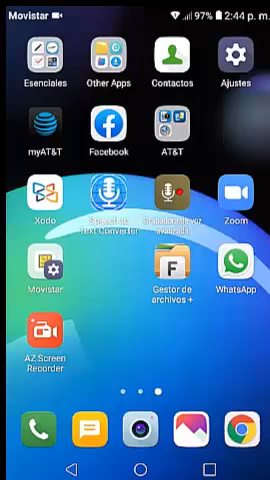 Movistar 97% 2:44 p. m.
Esenciales Other Apps Contactos Ajustes
myAT&T Facebook AT&T
Xodo Speech to Text Converter Grabadora de voz avanzada Zoom
Movistar F Gestor de archivos + WhatsApp
AZ Screen Recorder